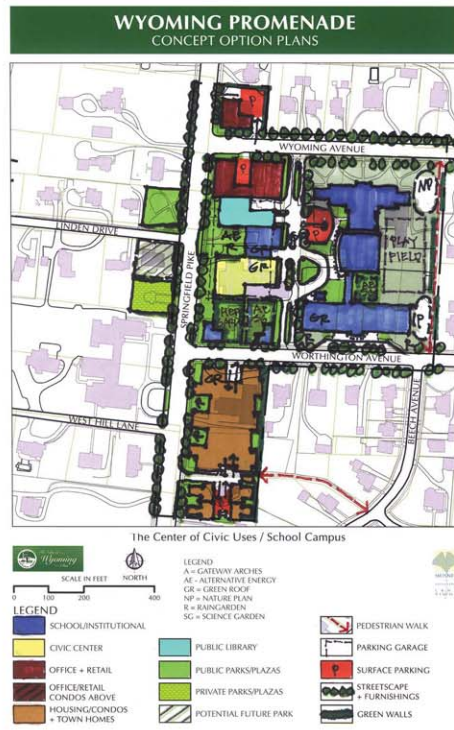 WYOMING PROMENADE
CONCEPT OPTION PLANS
P
WYOMING AVENUE
P
NP
AE
R
GR
P
PLAY
FIELD
LINDEN DRIVE
SPRINGFIELD PIKE
GR
GR
P
WORTHINGTON AVENUE
GR
WEST HILL LANE
BEECH AVENUE
The Center of Civic Uses / School Campus
Wyoming
SCALE IN FEET
NORTH
0 100 200 400
LEGEND
A = GATEWAY ARCHES
AE - ALTERNATIVE ENERGY
GR = GREEN ROOF
NP = NATURE PLAN
R = RAINGARDEN
SG = SCIENCE GARDEN
LEGEND
SCHOOL/INSTITUTIONAL
CIVIC CENTER
OFFICE + RETAIL
OFFICE/RETAIL
CONDOS ABOVE
HOUSING/CONDOS
+ TOWN HOMES
PUBLIC LIBRARY
PUBLIC PARKS/PLAZAS
PRIVATE PARKS/PLAZAS
POTENTIAL FUTURE PARK
PEDESTRIAN WALK
PARKING GARAGE
P
SURFACE PARKING
STREETSCAPE
+ FURNISHINGS
GREEN WALLS